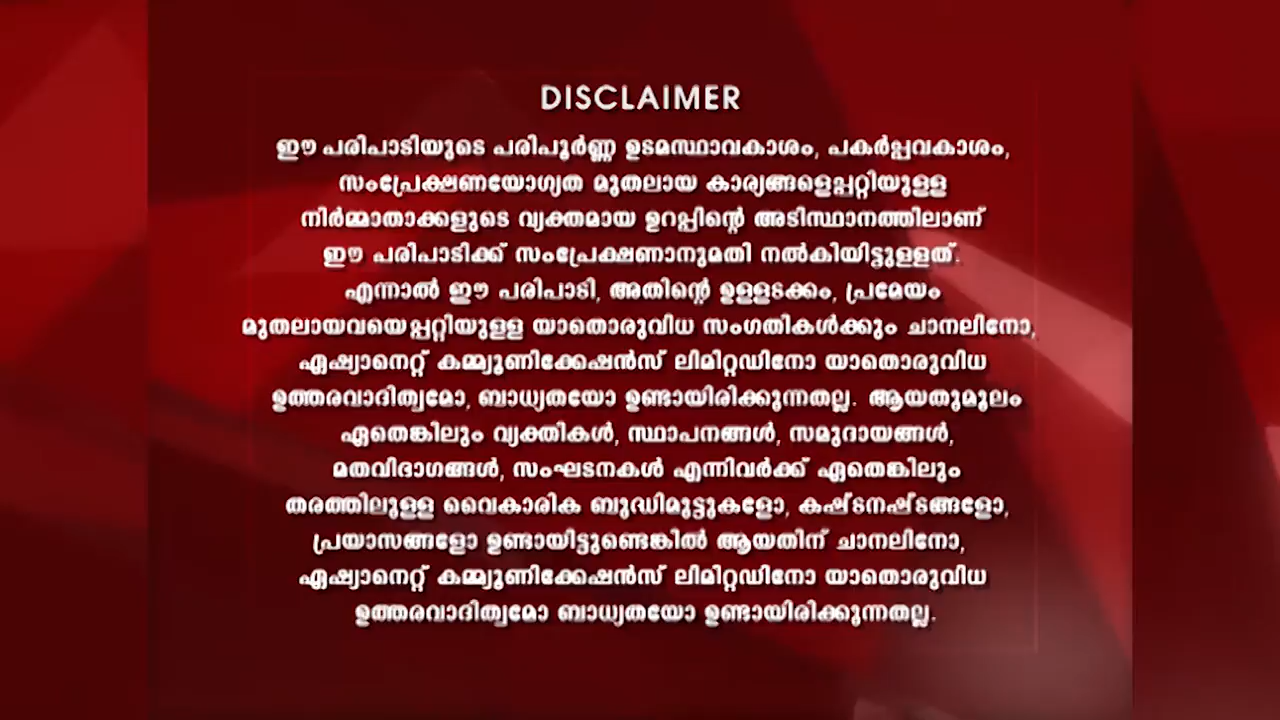 DISCLAIMER
ഈ പരിപാടിയുടെ പരിപൂർണ്ണ ഉടമസ്ഥാവകാശം, പകർപ്പവകാശം,
സംപ്രേക്ഷണയോഗ്യത മുതലായ കാര്യങ്ങളെപ്പറ്റിയുള്ള
നിർമ്മാതാക്കളുടെ വ്യക്തമായ ഉറപ്പിന്റെ അടിസ്ഥാനത്തിലാണ്
ഈ പരിപാടിക്ക് സംപ്രേക്ഷണാനുമതി നൽകിയിട്ടുള്ളത്.
എന്നാൽ ഈ പരിപാടി, അതിന്റെ ഉള്ളടക്കം, പ്രമേയം
മുതലായവയെപ്പറ്റിയുള്ള യാതൊരുവിധ സംഗതികൾക്കും ചാനലിനോ,
ഏഷ്യാനെറ്റ് കമ്മ്യൂണിക്കേഷൻസ് ലിമിറ്റഡിനോ യാതൊരുവിധ
ഉത്തരവാദിത്വമോ, ബാധ്യതയോ ഉണ്ടായിരിക്കുന്നതല്ല. ആയതുമൂലം
ഏതെങ്കിലും വ്യക്തികൾ, സ്ഥാപനങ്ങൾ, സമുദായങ്ങൾ,
മതവിഭാഗങ്ങൾ, സംഘടനകൾ എന്നിവർക്ക് ഏതെങ്കിലും
തരത്തിലുള്ള വൈകാരിക ബുദ്ധിമുട്ടുകളോ, കഷ്ടനഷ്ടങ്ങളോ,
പ്രയാസങ്ങളോ ഉണ്ടായിട്ടുണ്ടെങ്കിൽ ആയതിന് ചാനലിനോ,
ഏഷ്യാനെറ്റ് കമ്മ്യൂണിക്കേഷൻസ് ലിമിറ്റഡിനോ യാതൊരുവിധ
ഉത്തരവാദിത്വമോ ബാധ്യതയോ ഉണ്ടായിരിക്കുന്നതല്ല.